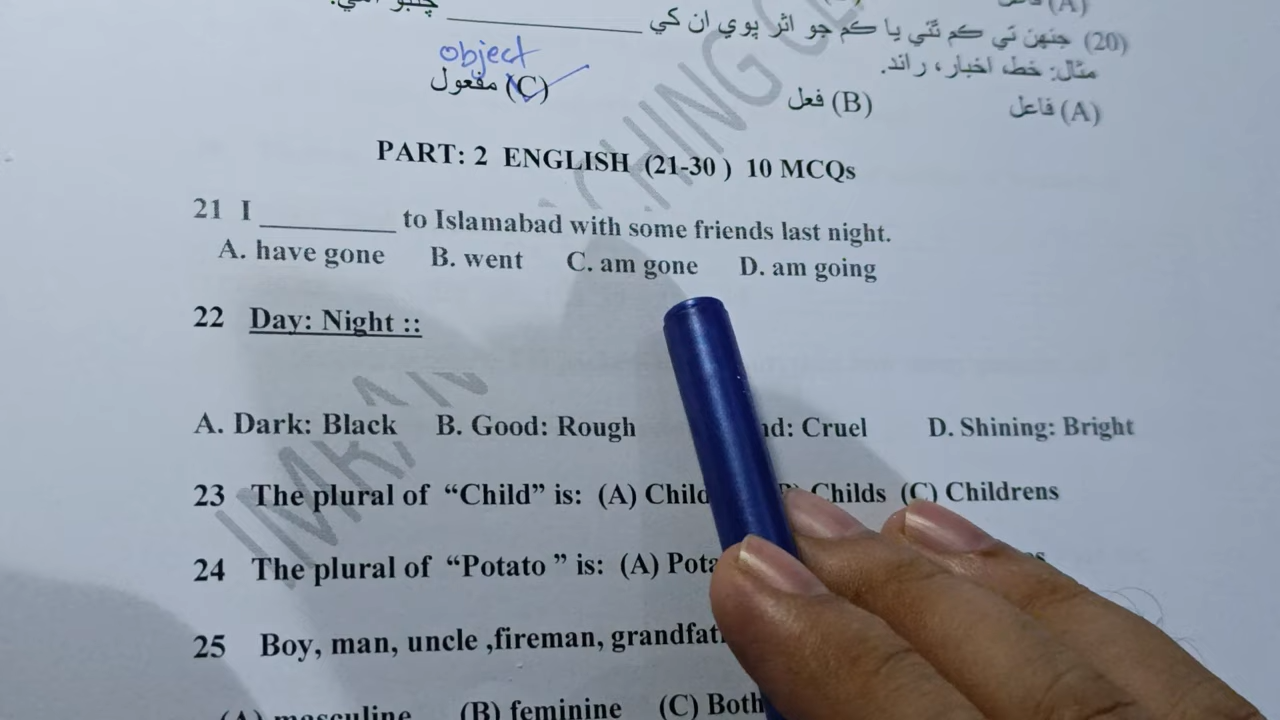 (20) جنهن تي ڪم ٿئي يا ڪم جو اثر پوي ان کي ____________
مثال: خط، اخبار، راند.
object
(A) فاعل (B) فعل (C) مفعول
PART: 2 ENGLISH (21-30 ) 10 MCQs
21 I __________ to Islamabad with some friends last night.
A. have gone B. went C. am gone D. am going
22 Day: Night ::
A. Dark: Black B. Good: Rough nd: Cruel D. Shining: Bright
23 The plural of “Child” is: (A) Child Childs (C) Childrens
24 The plural of “Potato ” is: (A) Pota
25 Boy, man, uncle ,fireman, grandfat
(A) masculine (B) feminine (C) Both